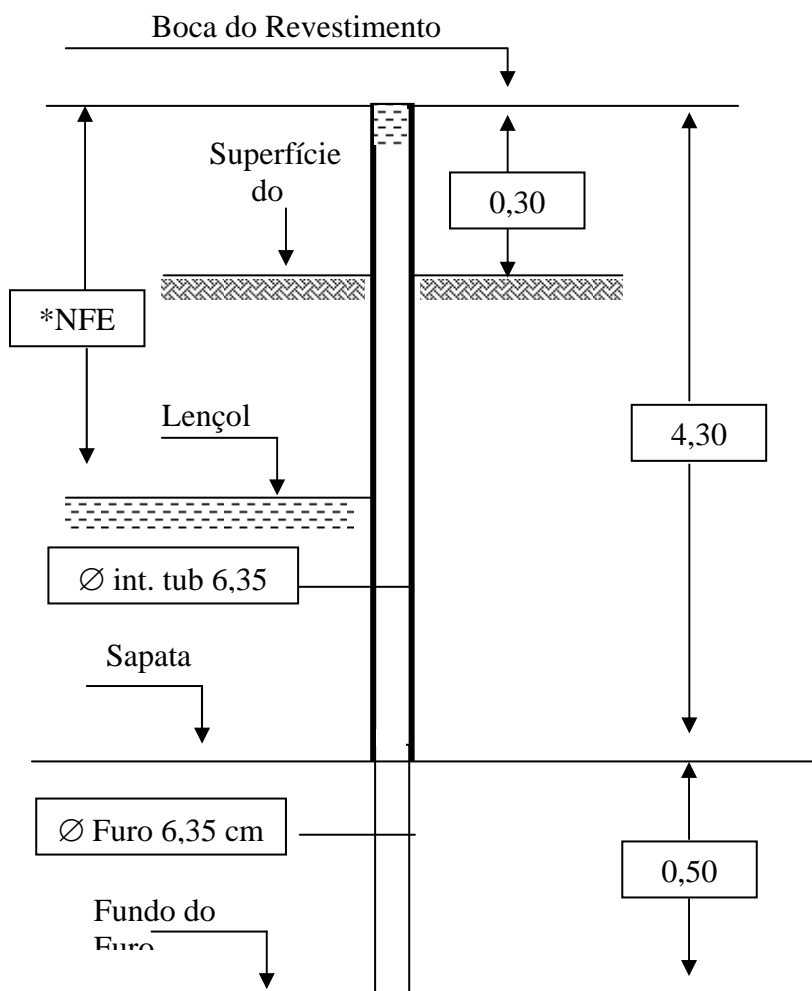 Boca do Revestimento
Superfície
do
0,30
*NFE
Lençol
4,30
∅ int. tub 6,35
Sapata
∅ Furo 6,35 cm
0,50
Fundo do
Furo